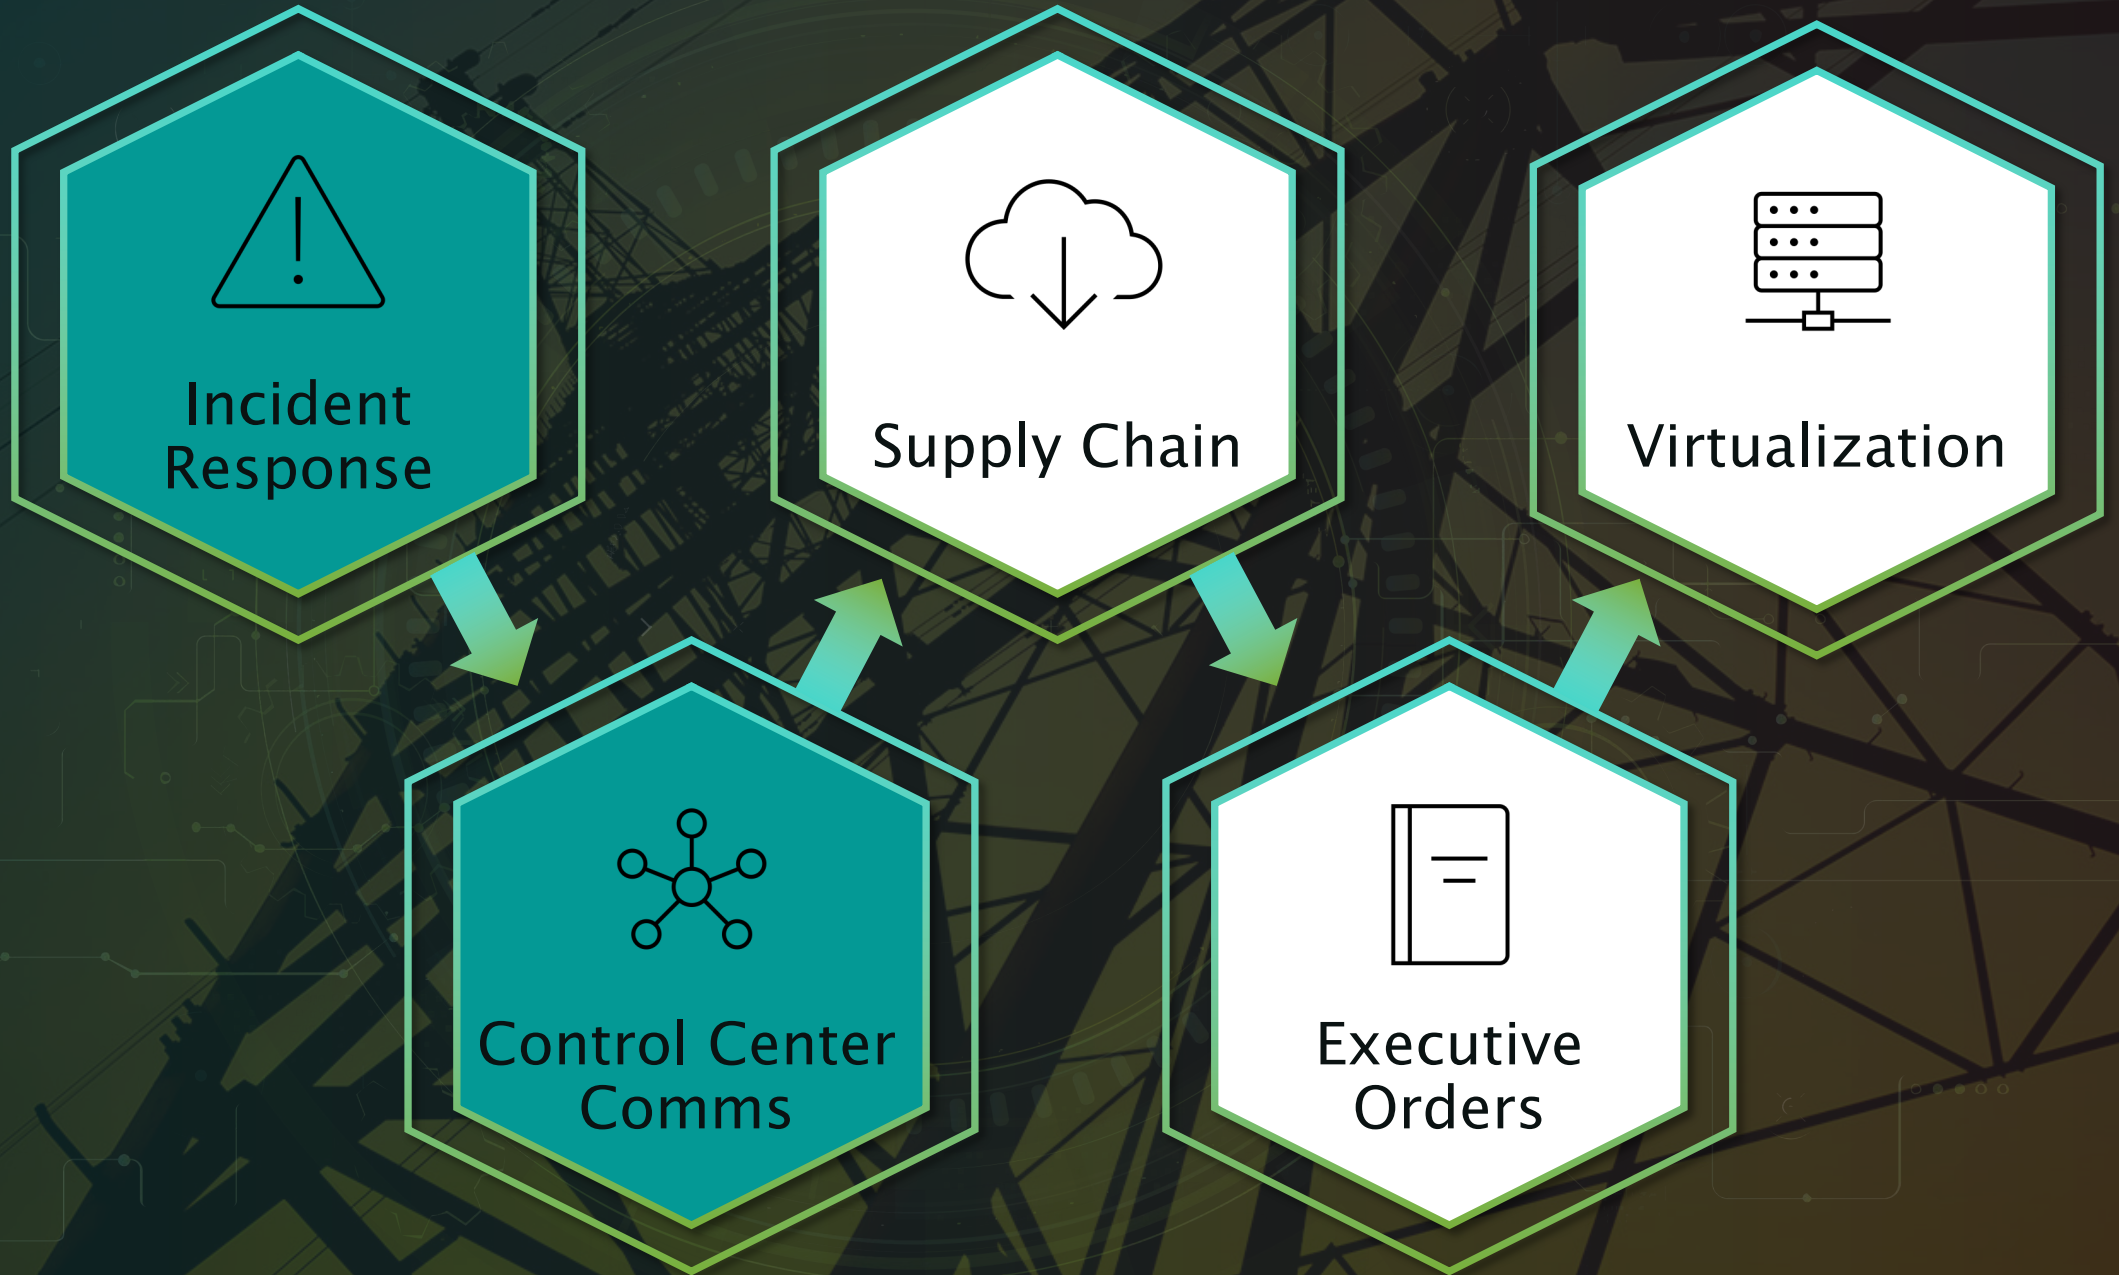 Incident
Response
Control Center
Comms
Supply Chain
Executive
Orders
Virtualization